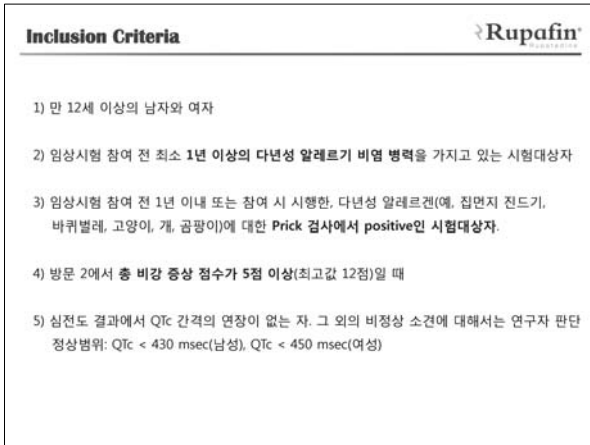 Inclusion Criteria
Rupafin
Rupatadine
1) 만 12세 이상의 남자와 여자
2) 임상시험 참여 전 최소 1년 이상의 다년성 알레르기 비염 병력을 가지고 있는 시험대상자
3) 임상시험 참여 전 1년 이내 또는 참여 시 시행한, 다년성 알레르겐(예, 집먼지 진드기,
바퀴벌레, 고양이, 개, 곰팡이)에 대한 Prick 검사에서 positive인 시험대상자.
4) 방문 2에서 총 비강 증상 점수가 5점 이상(최고값 12점)일 때
5) 심전도 결과에서 QTc 간격의 연장이 없는 자. 그 외의 비정상 소견에 대해서는 연구자 판단
정상범위: QTc < 430 msec(남성), QTc < 450 msec(여성)